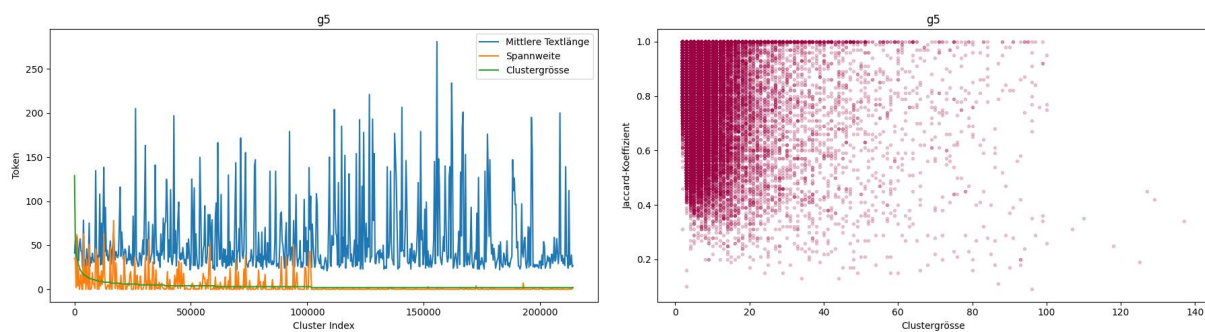 g5
Token
250
200
150
100
50
0
Mittlere Textlänge
Spannweite
Clustergrösse
0 50000 100000 150000 200000
Cluster Index
g5
Jaccard-Koeffizient
1.0
0.8
0.6
0.4
0.2
0 20 40 60 80 100 120 140
Clustergrösse